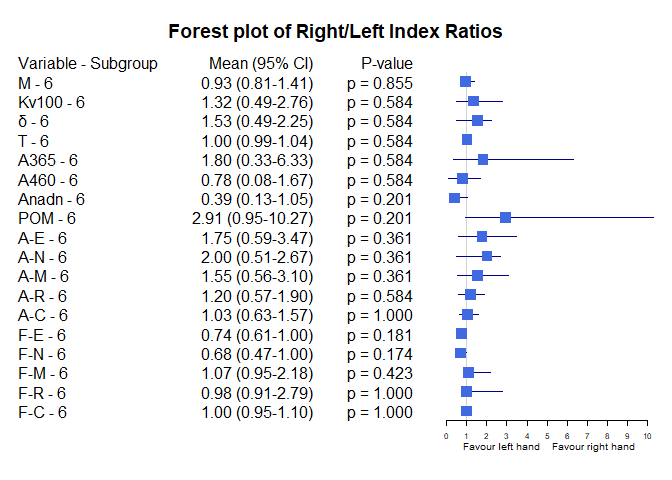 Forest plot of Right/Left Index Ratios
Variable - Subgroup Mean (95% CI) P-value
M - 6 0.93 (0.81-1.41) p = 0.855
Kv100 - 6 1.32 (0.49-2.76) p = 0.584
δ - 6 1.53 (0.49-2.25) p = 0.584
T - 6 1.00 (0.99-1.04) p = 0.584
A365 - 6 1.80 (0.33-6.33) p = 0.584
A460 - 6 0.78 (0.08-1.67) p = 0.584
Anadn - 6 0.39 (0.13-1.05) p = 0.201
POM - 6 2.91 (0.95-10.27) p = 0.201
A-E - 6 1.75 (0.59-3.47) p = 0.361
A-N - 6 2.00 (0.51-2.67) p = 0.361
A-M - 6 1.55 (0.56-3.10) p = 0.361
A-R - 6 1.20 (0.57-1.90) p = 0.584
A-C - 6 1.03 (0.63-1.57) p = 1.000
F-E - 6 0.74 (0.61-1.00) p = 0.181
F-N - 6 0.68 (0.47-1.00) p = 0.174
F-M - 6 1.07 (0.95-2.18) p = 0.423
F-R - 6 0.98 (0.91-2.79) p = 1.000
F-C - 6 1.00 (0.95-1.10) p = 1.000
0 1 2 3 4 5 6 7 8 9 10
Favour left hand Favour right hand